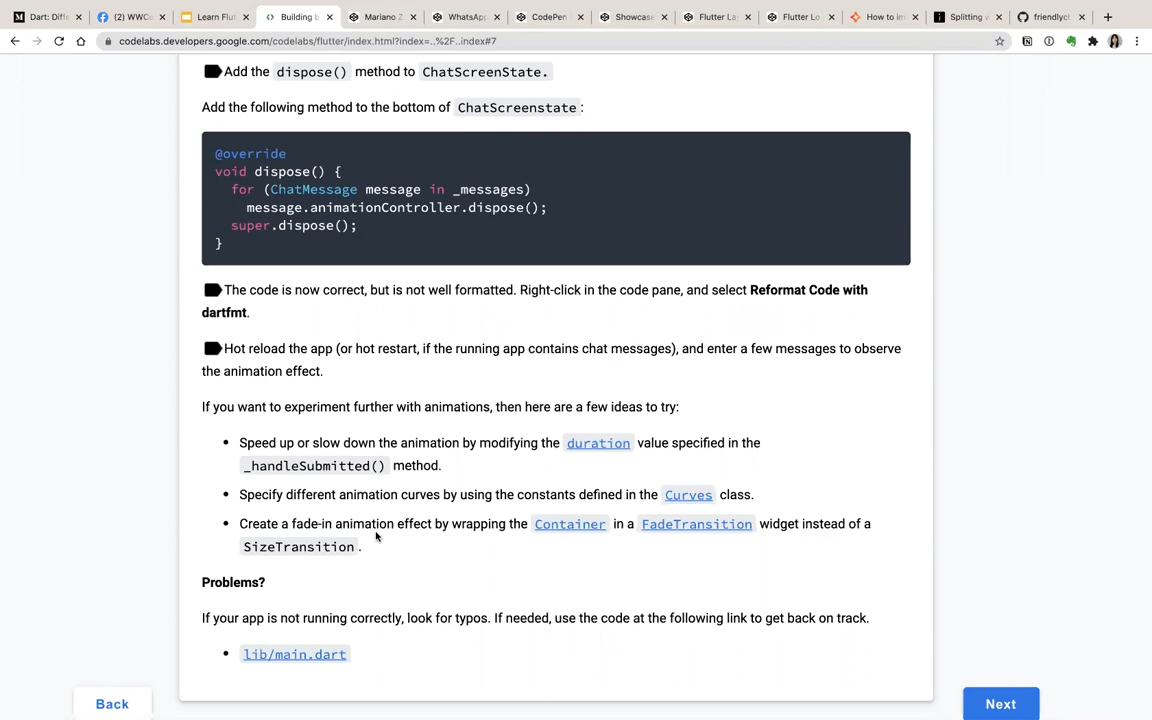 Dart: Diffe
(2) WWCo
Learn Flut
Building b
Mariano Z
WhatsApp
CodePen
Showcase
Flutter Lay
Flutter Lo
How to im
Splitting w
friendlych
codelabs.developers.google.com/codelabs/flutter/index.html?index=..%2F..index#7
Add the dispose() method to ChatScreenState.
Add the following method to the bottom of ChatScreenstate:
@override
void dispose() {
for (ChatMessage message in _messages)
message.animationController.dispose();
super.dispose();
}
The code is now correct, but is not well formatted. Right-click in the code pane, and select Reformat Code with
dartfmt.
Hot reload the app (or hot restart, if the running app contains chat messages), and enter a few messages to observe
the animation effect.
If you want to experiment further with animations, then here are a few ideas to try:
• Speed up or slow down the animation by modifying the duration value specified in the
_handleSubmitted() method.
• Specify different animation curves by using the constants defined in the Curves class.
• Create a fade-in animation effect by wrapping the Container in a FadeTransition widget instead of a
SizeTransition.
Problems?
If your app is not running correctly, look for typos. If needed, use the code at the following link to get back on track.
• lib/main.dart
Back
Next